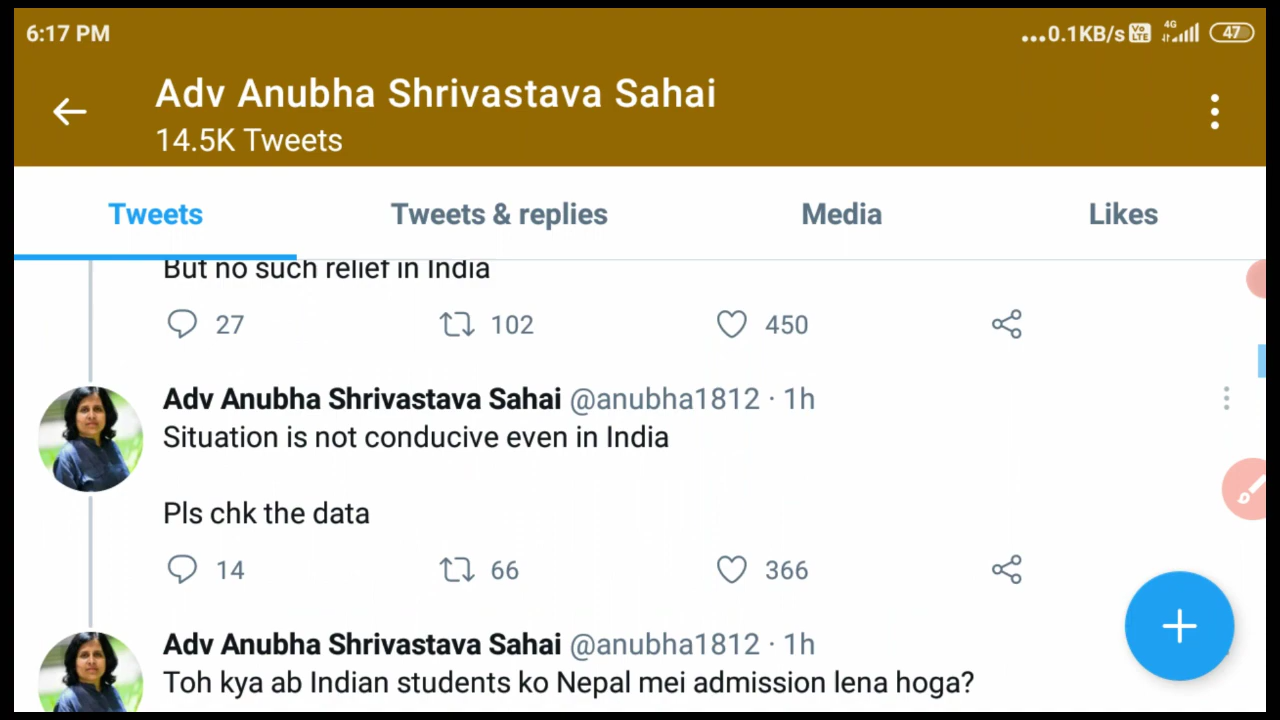 6:17 PM
...0.1KB/s Vo LTE 4G 47
Adv Anubha Shrivastava Sahai
14.5K Tweets
Tweets Tweets & replies Media Likes
But no such relief in India
27 102 450
Adv Anubha Shrivastava Sahai @anubha1812 · 1h
Situation is not conducive even in India
Pls chk the data
14 66 366
Adv Anubha Shrivastava Sahai @anubha1812 · 1h
Toh kya ab Indian students ko Nepal mei admission lena hoga?